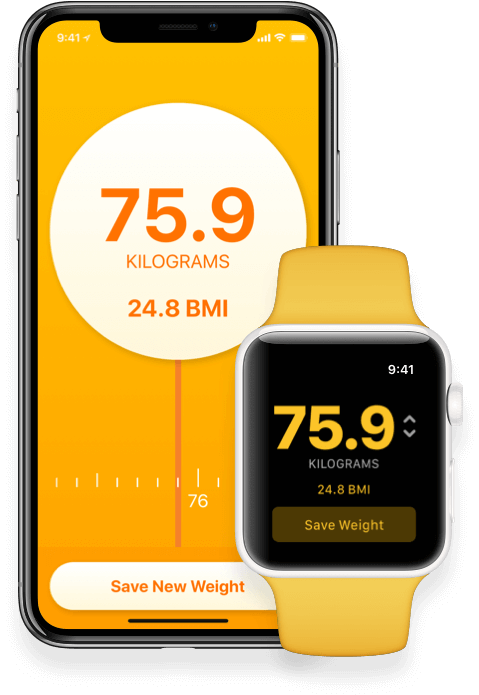 9:41
75.9
KILOGRAMS
24.8 BMI
76
Save New Weight
9:41
75.9
KILOGRAMS
24.8 BMI
Save Weight